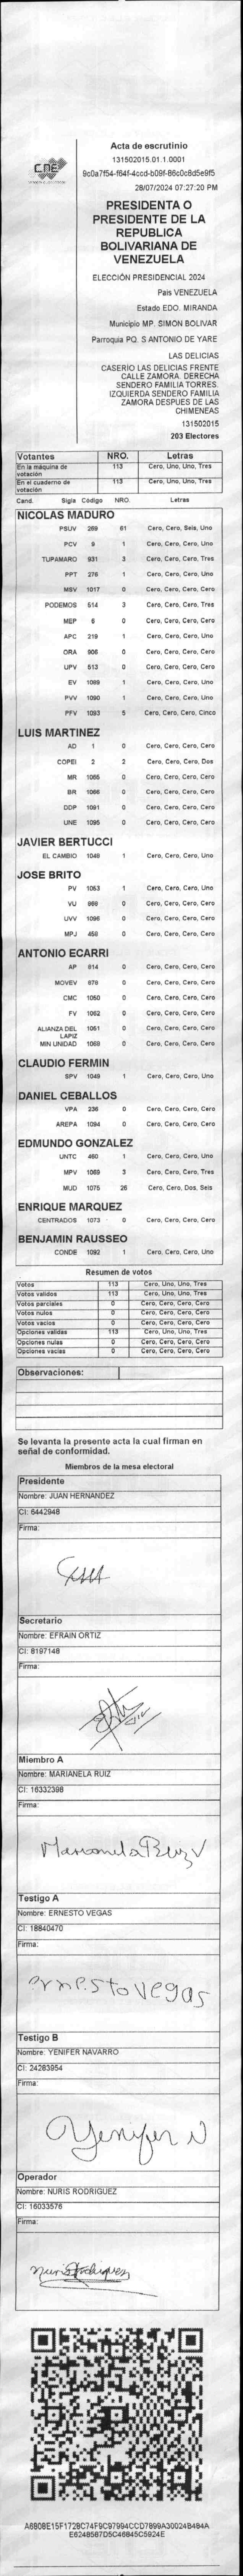 CNE
Acta de escrutinio
131502015.01.1.0001
9c0a7f54-f64f-4ccd-b09f-86c0c8d5e9f5
28/07/2024 07:27:20 PM
PRESIDENTA O
PRESIDENTE DE LA
REPUBLICA
BOLIVARIANA DE
VENEZUELA
ELECCIÓN PRESIDENCIAL 2024
País VENEZUELA
Estado EDO. MIRANDA
Municipio MP. SIMON BOLIVAR
Parroquia PQ. S ANTONIO DE YARE
LAS DELICIAS
CASERÍO LAS DELICIAS FRENTE
CALLE ZAMORA. DERECHA
SENDERO FAMILIA TORRES.
IZQUIERDA SENDERO FAMILIA
ZAMORA DESPUES DE LAS
CHIMENEAS
131502015
203 Electores
Votantes NRO. Letras
En la máquina de votación 113 Cero, Uno, Uno, Tres
En el cuaderno de votación 113 Cero, Uno, Uno, Tres
Cand. Sigla Código NRO. Letras
NICOLAS MADURO
PSUV 269 61 Cero, Cero, Seis, Uno
PCV 9 1 Cero, Cero, Cero, Uno
TUPAMARO 931 3 Cero, Cero, Cero, Tres
PPT 276 1 Cero, Cero, Cero, Uno
MSV 1017 0 Cero, Cero, Cero, Cero
PODEMOS 514 3 Cero, Cero, Cero, Tres
MEP 6 0 Cero, Cero, Cero, Cero
APC 219 1 Cero, Cero, Cero, Uno
ORA 906 0 Cero, Cero, Cero, Cero
UPV 513 0 Cero, Cero, Cero, Cero
EV 1089 1 Cero, Cero, Cero, Uno
PVV 1090 1 Cero, Cero, Cero, Uno
PFV 1093 5 Cero, Cero, Cero, Cinco
LUIS MARTINEZ
AD 1 0 Cero, Cero, Cero, Cero
COPEI 2 2 Cero, Cero, Cero, Dos
MR 1065 0 Cero, Cero, Cero, Cero
BR 1066 0 Cero, Cero, Cero, Cero
DDP 1091 0 Cero, Cero, Cero, Cero
UNE 1095 0 Cero, Cero, Cero, Cero
JAVIER BERTUCCI
EL CAMBIO 1048 1 Cero, Cero, Cero, Uno
JOSE BRITO
PV 1053 1 Cero, Cero, Cero, Uno
VU 988 0 Cero, Cero, Cero, Cero
UVV 1096 0 Cero, Cero, Cero, Cero
MPJ 458 0 Cero, Cero, Cero, Cero
ANTONIO ECARRI
AP 814 0 Cero, Cero, Cero, Cero
MOVEV 878 0 Cero, Cero, Cero, Cero
CMC 1050 0 Cero, Cero, Cero, Cero
FV 1052 0 Cero, Cero, Cero, Cero
ALIANZA DEL LAPIZ 1051 0 Cero, Cero, Cero, Cero
MIN UNIDAD 1068 0 Cero, Cero, Cero, Cero
CLAUDIO FERMIN
SPV 1049 1 Cero, Cero, Cero, Uno
DANIEL CEBALLOS
VPA 236 0 Cero, Cero, Cero, Cero
AREPA 1094 0 Cero, Cero, Cero, Cero
EDMUNDO GONZALEZ
UNTC 460 1 Cero, Cero, Cero, Uno
MPV 1069 3 Cero, Cero, Cero, Tres
MUD 1075 26 Cero, Cero, Dos, Seis
ENRIQUE MARQUEZ
CENTRADOS 1073 0 Cero, Cero, Cero, Cero
BENJAMIN RAUSSEO
CONDE 1092 1 Cero, Cero, Cero, Uno
Resumen de votos
Votos 113 Cero, Uno, Uno, Tres
Votos validos 113 Cero, Uno, Uno, Tres
Votos parciales 0 Cero, Cero, Cero, Cero
Votos nulos 0 Cero, Cero, Cero, Cero
Votos vacios 0 Cero, Cero, Cero, Cero
Opciones validas 113 Cero, Uno, Uno, Tres
Opciones nulas 0 Cero, Cero, Cero, Cero
Opciones vacias 0 Cero, Cero, Cero, Cero
Observaciones:
Se levanta la presente acta la cual firman en
señal de conformidad.
Miembros de la mesa electoral
Presidente
Nombre: JUAN HERNANDEZ
CI: 6442948
Firma:
Secretario
Nombre: EFRAIN ORTIZ
CI: 8197148
Firma:
Miembro A
Nombre: MARIANELA RUIZ
CI: 16332398
Firma:
Marianela Ruiz
Testigo A
Nombre: ERNESTO VEGAS
CI: 18840470
Firma:
ernesto vegas
Testigo B
Nombre: YENIFER NAVARRO
CI: 24283954
Firma:
Yenifer N
Operador
Nombre: NURIS RODRIGUEZ
CI: 16033576
Firma:
Nuris Rodriguez
A6808E15F1728C74F9C97994CCD7899A30024B484A
E6248587D5C46845C5924E